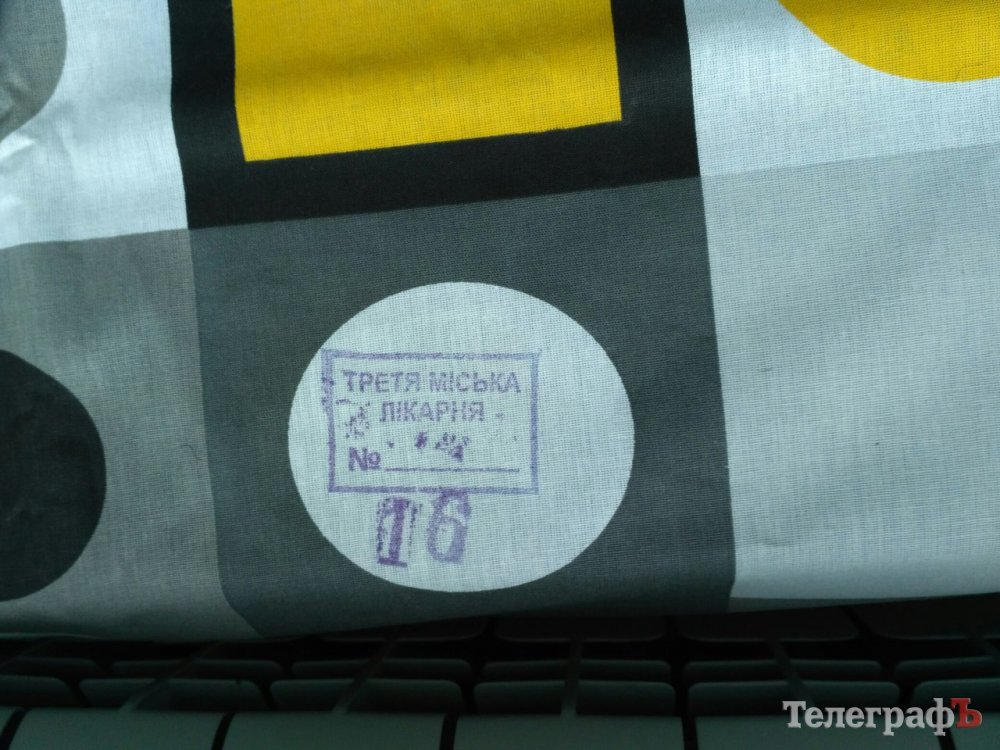 ТРЕТЯ МІСЬКА
ЛІКАРНЯ
№
16
ТелеграфЪ